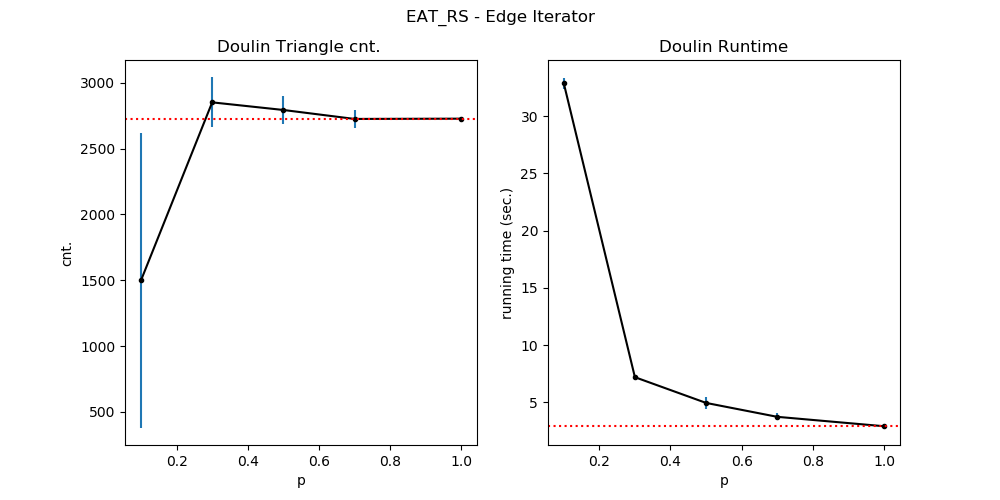 EAT_RS - Edge Iterator
Doulin Triangle cnt.
3000
2500
2000
1500
1000
500
cnt.
0.2 0.4 0.6 0.8 1.0
p
Doulin Runtime
30
25
20
15
10
5
running time (sec.)
0.2 0.4 0.6 0.8 1.0
p